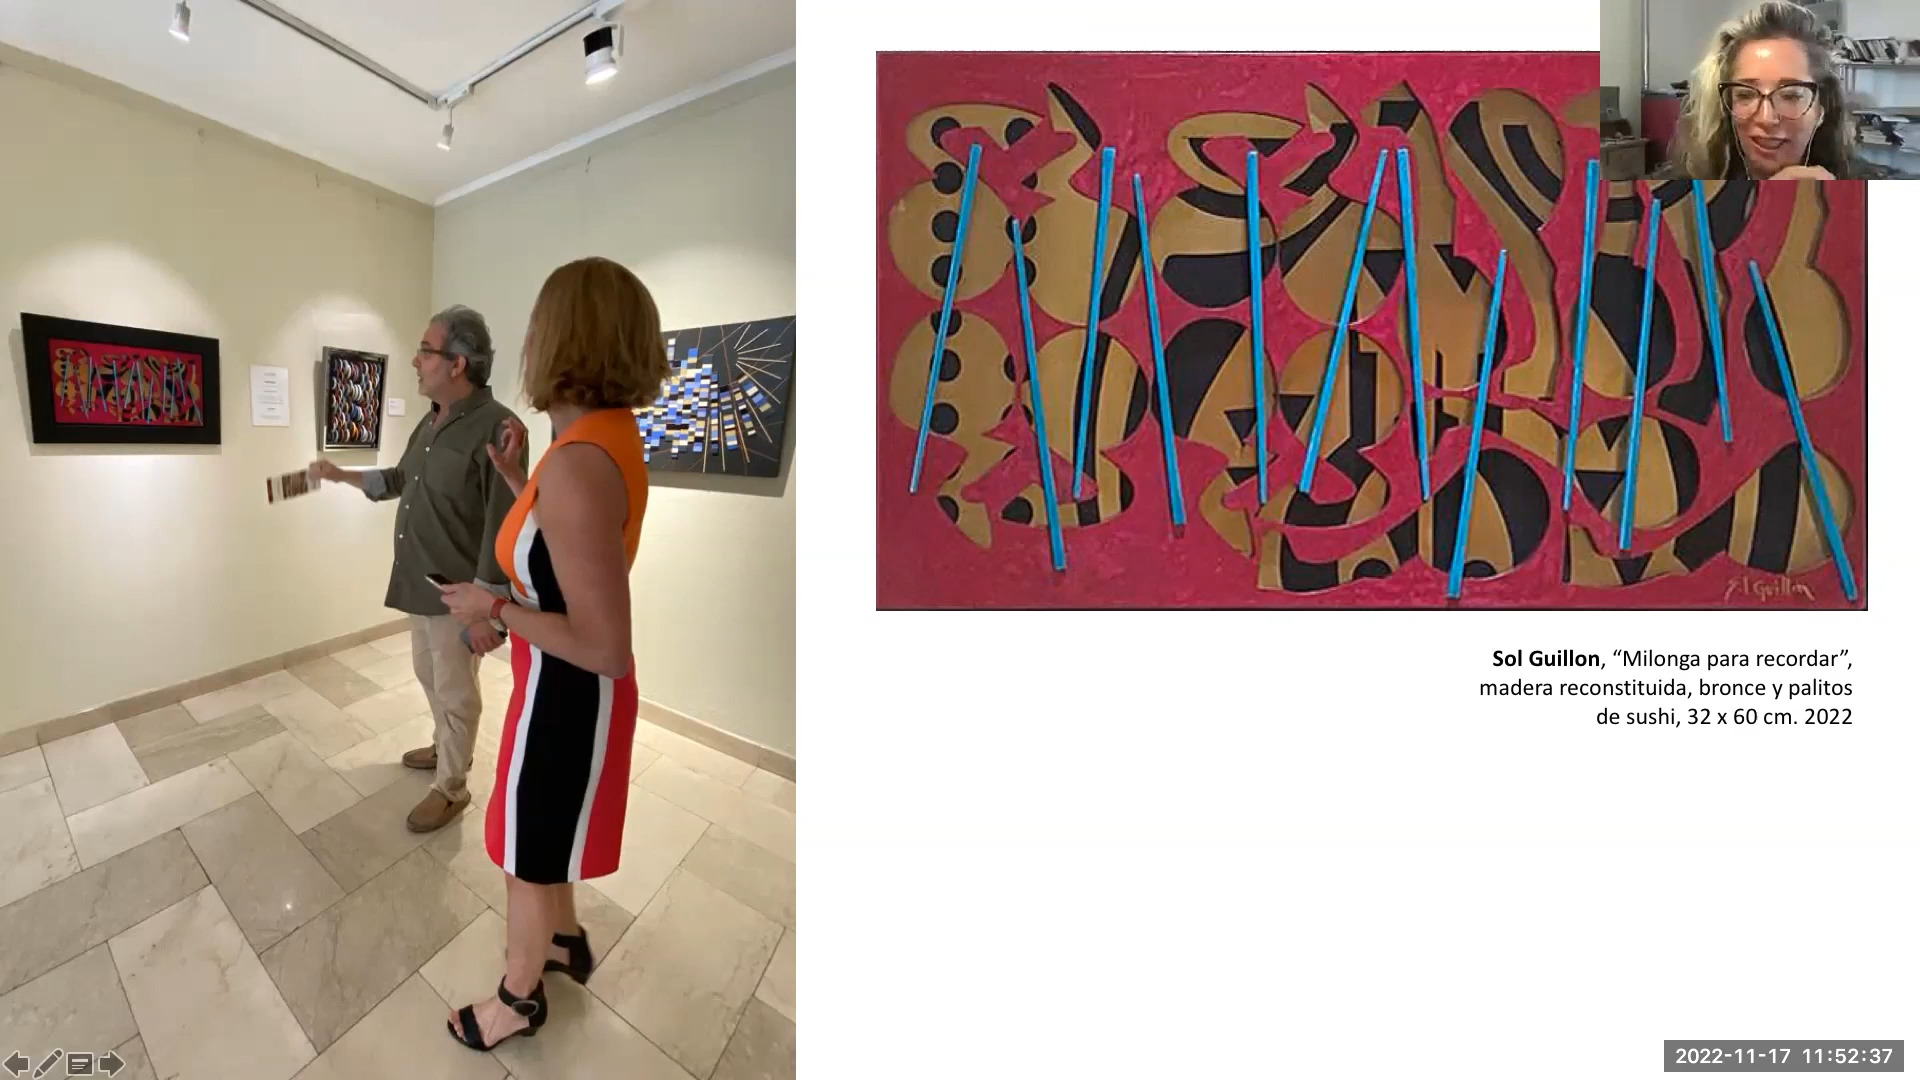 Sol Guillon, “Milonga para recordar”,
madera reconstituida, bronce y palitos
de sushi, 32 x 60 cm. 2022
2022-11-17 11:52:37